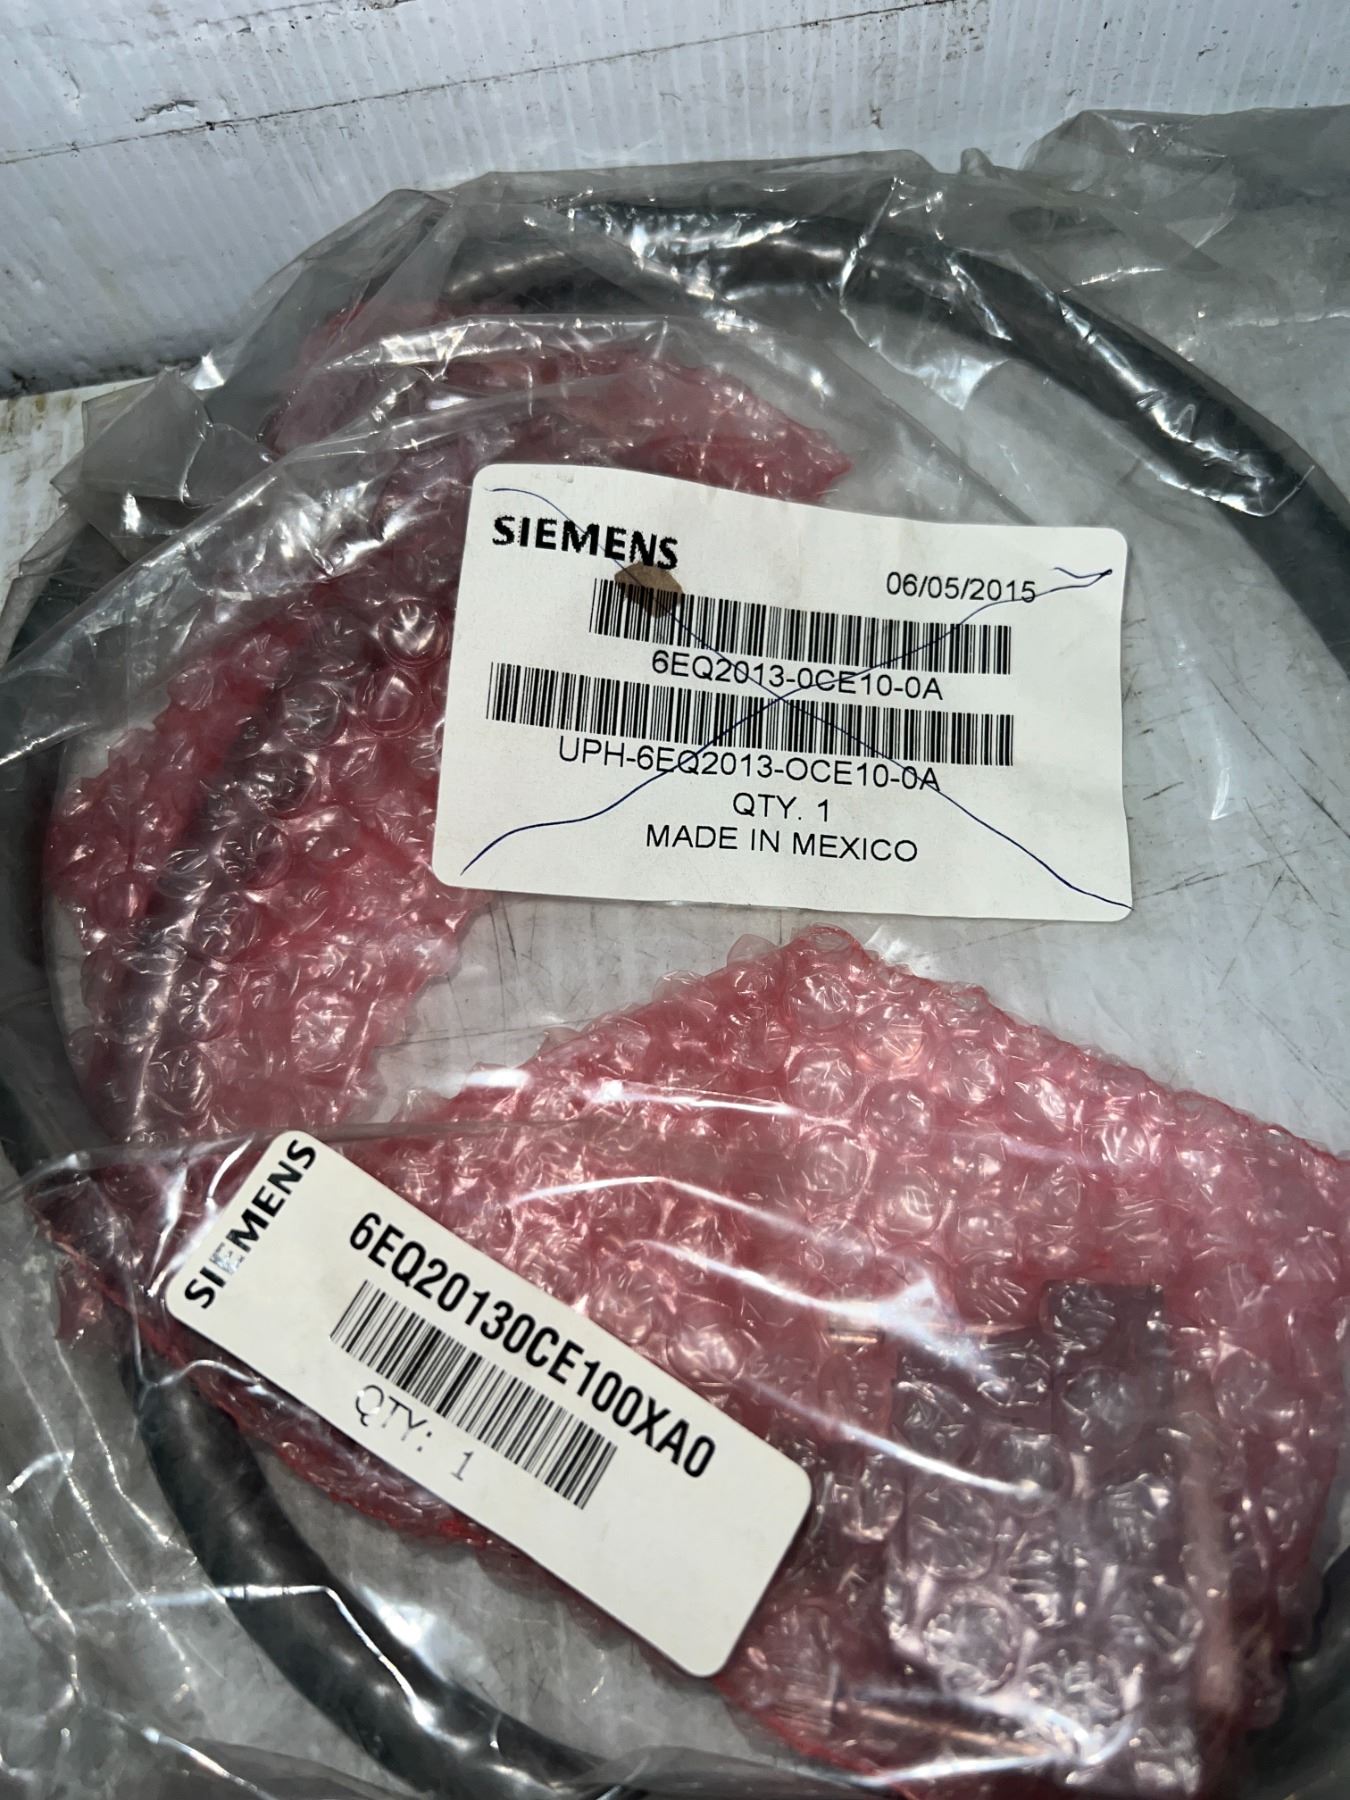 SIEMENS
06/05/2015
6EQ2013-0CE10-0A
UPH-6EQ2013-OCE10-0A
QTY. 1
MADE IN MEXICO
SIEMENS
6EQ20130CE100XA0
QTY: 1